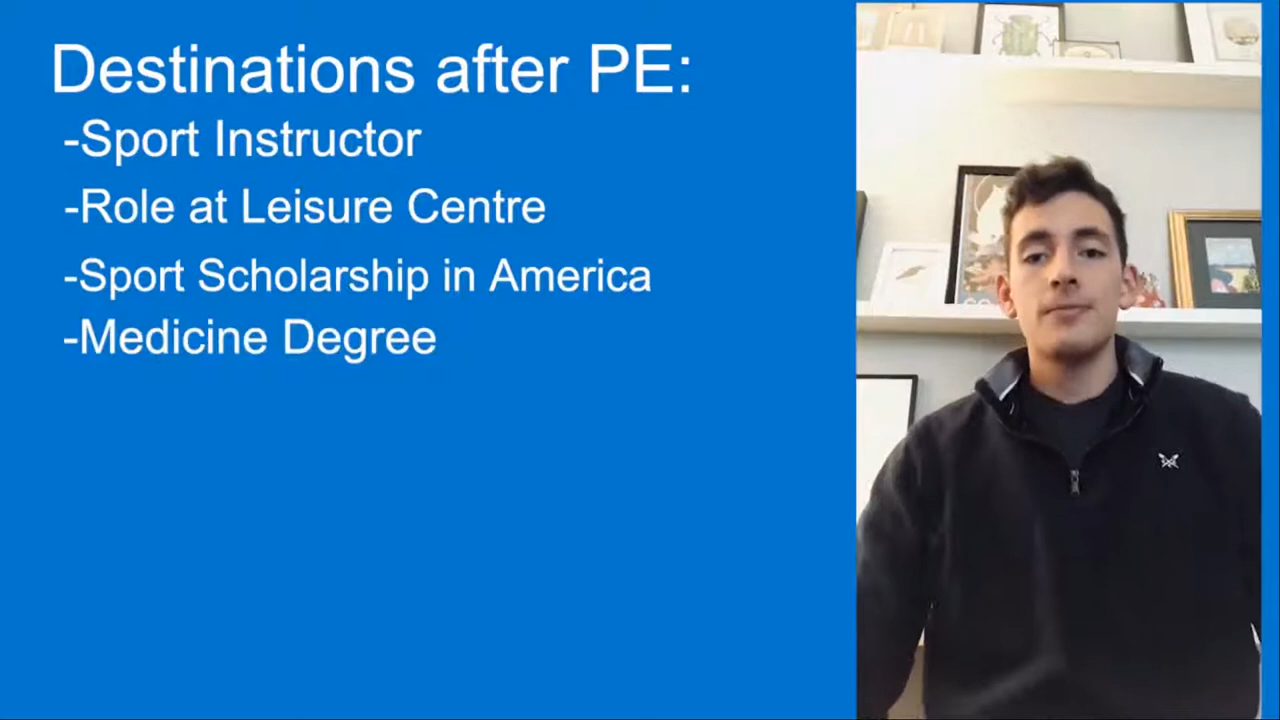 Destinations after PE:
-Sport Instructor
-Role at Leisure Centre
-Sport Scholarship in America
-Medicine Degree